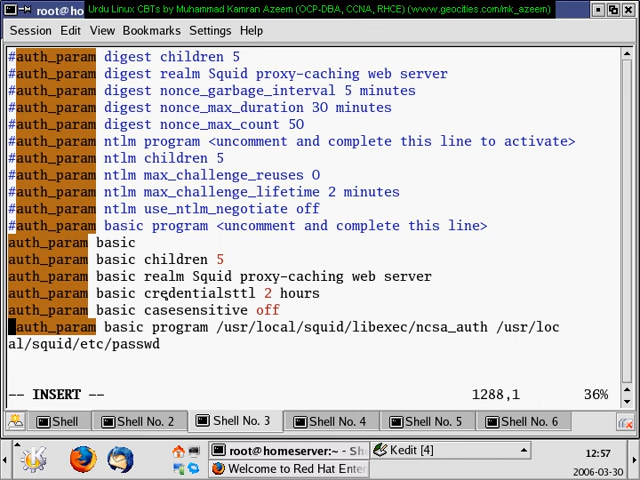 root@ho
Urdu Linux CBTs by Muhammad Kamran Azeem (OCP-DBA, CCNA, RHCE) (www.geocities.com/mk_azeem)
Session Edit View Bookmarks Settings Help
#auth_param digest children 5
#auth_param digest realm Squid proxy-caching web server
#auth_param digest nonce_garbage_interval 5 minutes
#auth_param digest nonce_max_duration 30 minutes
#auth_param digest nonce_max_count 50
#auth_param ntlm program <uncomment and complete this line to activate>
#auth_param ntlm children 5
#auth_param ntlm max_challenge_reuses 0
#auth_param ntlm max_challenge_lifetime 2 minutes
#auth_param ntlm use_ntlm_negotiate off
#auth_param basic program <uncomment and complete this line>
auth_param basic
auth_param basic children 5
auth_param basic realm Squid proxy-caching web server
auth_param basic credentialsttl 2 hours
auth_param basic casesensitive off
auth_param basic program /usr/local/squid/libexec/ncsa_auth /usr/loc
al/squid/etc/passwd
-- INSERT -- 1288,1 36%
Shell Shell No. 2 Shell No. 3 Shell No. 4 Shell No. 5 Shell No. 6
root@homeserver:~ - Sh Kedit [4]
Welcome to Red Hat Enter
12:57
2006-03-30